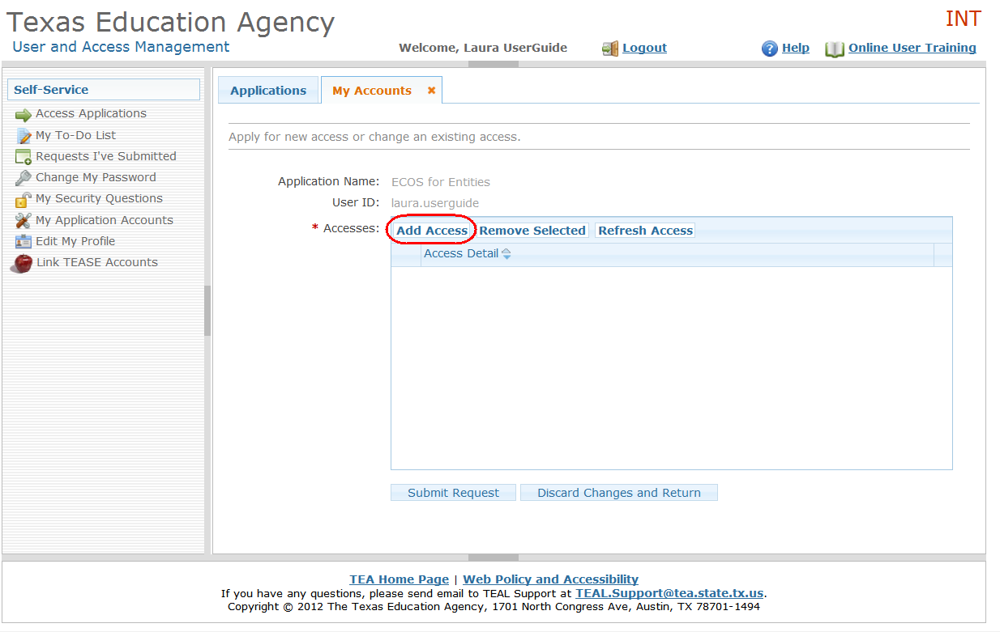 Texas Education Agency
INT
User and Access Management
Welcome, Laura UserGuide
Logout
Help
Online User Training
Self-Service
Access Applications
My To-Do List
Requests I've Submitted
Change My Password
My Security Questions
My Application Accounts
Edit My Profile
Link TEASE Accounts
Applications
My Accounts
Apply for new access or change an existing access.
Application Name: ECOS for Entities
User ID: laura.userguide
* Accesses:
Add Access Remove Selected Refresh Access
Access Detail
Submit Request Discard Changes and Return
TEA Home Page | Web Policy and Accessibility
If you have any questions, please send email to TEAL Support at TEAL.Support@tea.state.tx.us.
Copyright © 2012 The Texas Education Agency, 1701 North Congress Ave, Austin, TX 78701-1494